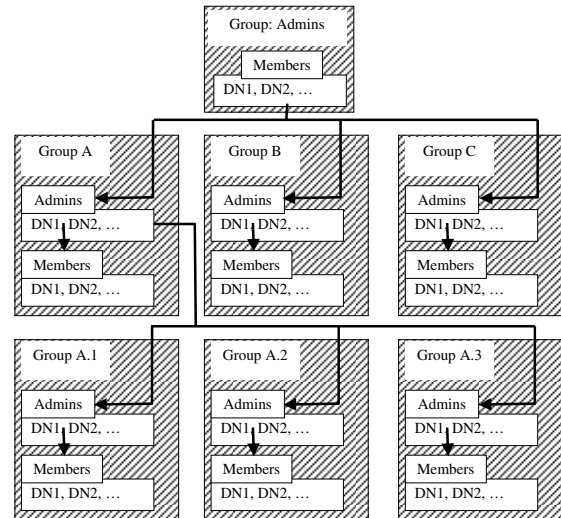 Group: Admins
Members
DN1, DN2, …
Group A
Admins
DN1, DN2, …
Members
DN1, DN2, …
Group B
Admins
DN1, DN2, …
Members
DN1, DN2, …
Group C
Admins
DN1, DN2, …
Members
DN1, DN2, …
Group A.1
Admins
DN1, DN2, …
Members
DN1, DN2, …
Group A.2
Admins
DN1, DN2, …
Members
DN1, DN2, …
Group A.3
Admins
DN1, DN2, …
Members
DN1, DN2, …